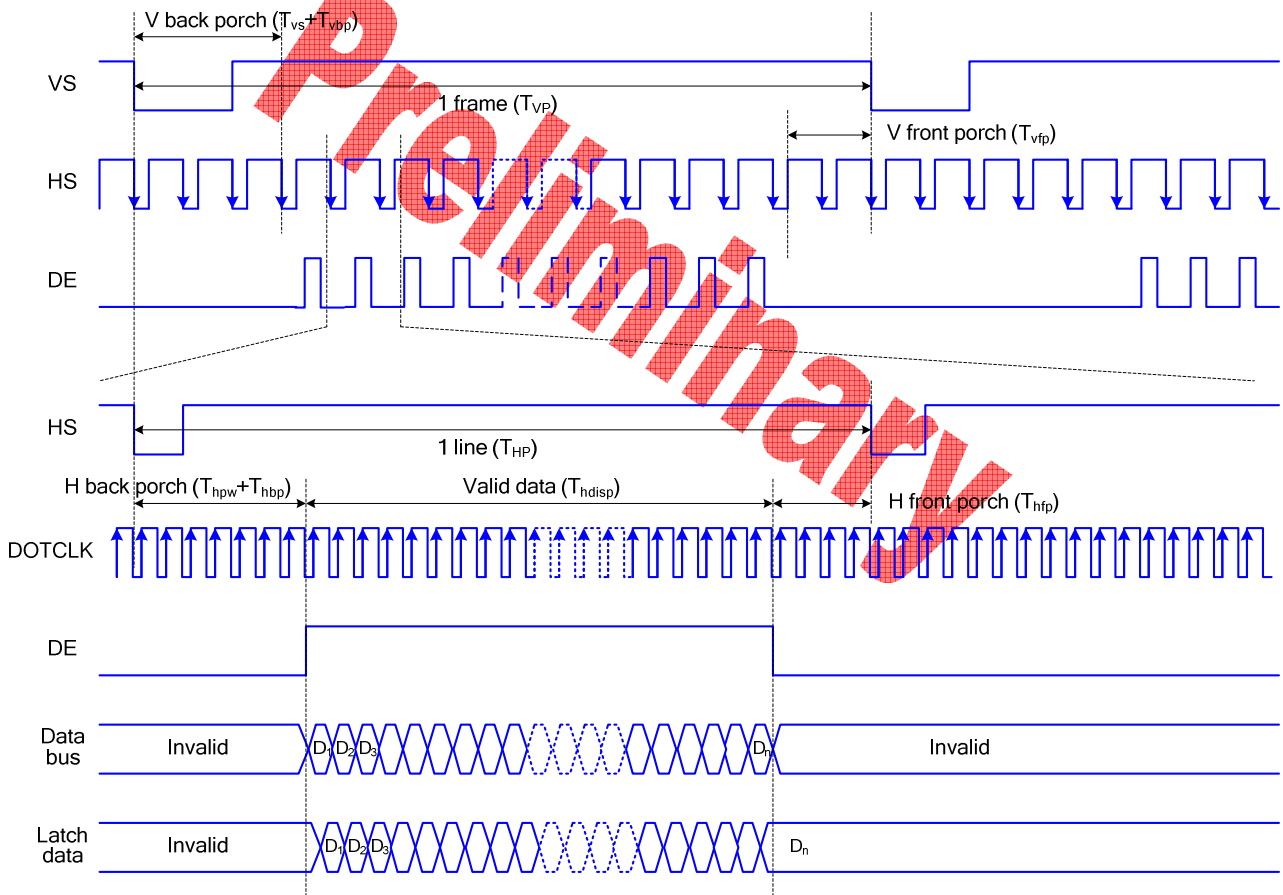 V back porch (Tvs+Tvbp)
VS
1 frame (TVP)
V front porch (Tvfp)
HS
DE
HS
1 line (THP)
H back porch (Thpw+Thbp)
Valid data (Thdisp)
H front porch (Thfp)
DOTCLK
DE
Data
bus
Invalid
D1 D2 D3
Dn
Invalid
Latch
data
Invalid
D1 D2 D3
Dn
Preliminary